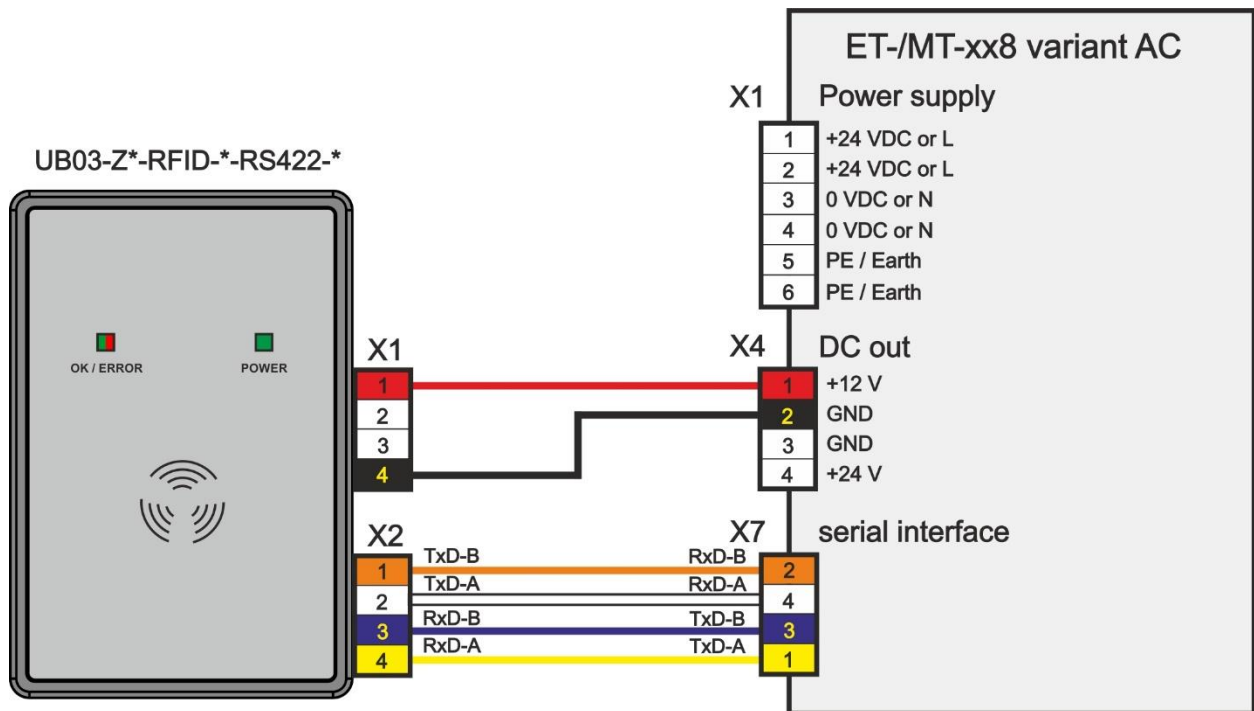 ET-/MT-xx8 variant AC
X1 Power supply
1 +24 VDC or L
2 +24 VDC or L
3 0 VDC or N
4 0 VDC or N
5 PE / Earth
6 PE / Earth
UB03-Z*-RFID-*-RS422-*
OK / ERROR POWER
X1
1
2
3
4
X4 DC out
1 +12 V
2 GND
3 GND
4 +24 V
X2
X7 serial interface
1 TxD-B RxD-B 2
2 TxD-A RxD-A 4
3 RxD-B TxD-B 3
4 RxD-A TxD-A 1